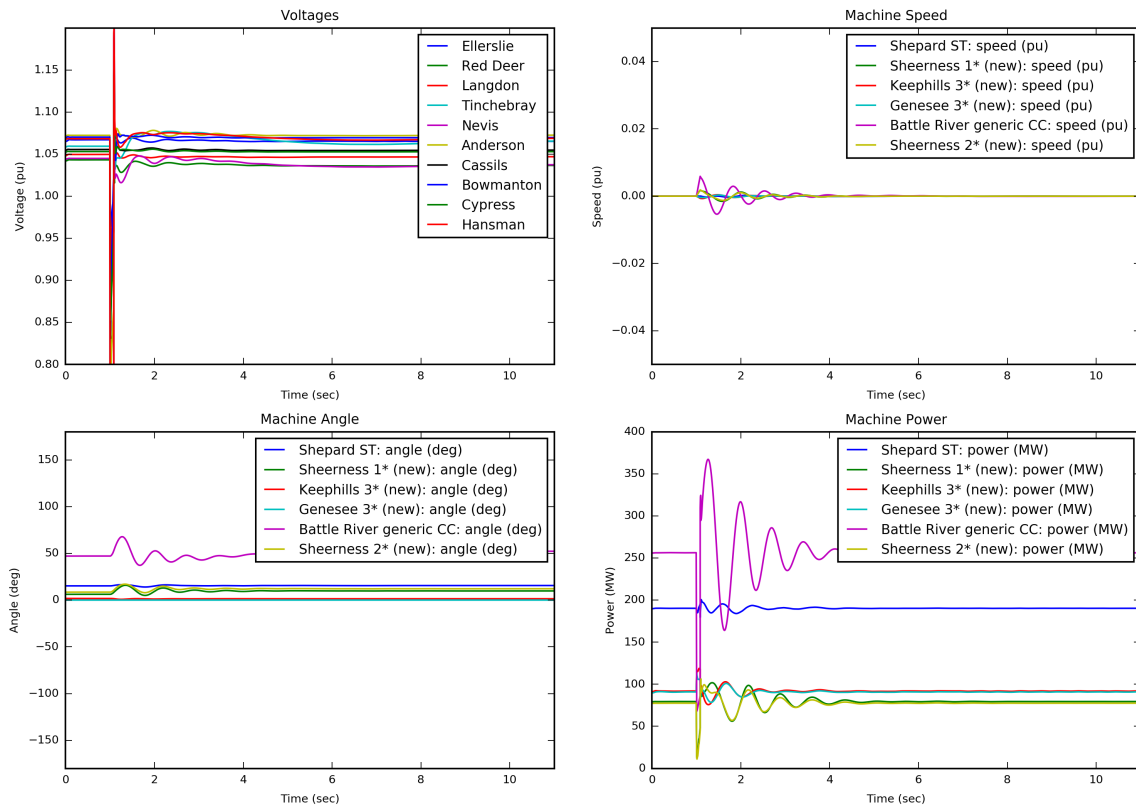 Voltages
Voltage (pu)
1.15
1.10
1.05
1.00
0.95
0.90
0.85
0.80
0 2 4 6 8 10
Time (sec)
Ellerslie
Red Deer
Langdon
Tinchebray
Nevis
Anderson
Cassils
Bowmanton
Cypress
Hansman
Machine Speed
Speed (pu)
0.04
0.02
0.00
−0.02
−0.04
0 2 4 6 8 10
Time (sec)
Shepard ST: speed (pu)
Sheerness 1* (new): speed (pu)
Keephills 3* (new): speed (pu)
Genesee 3* (new): speed (pu)
Battle River generic CC: speed (pu)
Sheerness 2* (new): speed (pu)
Machine Angle
Angle (deg)
150
100
50
0
−50
−100
−150
0 2 4 6 8 10
Time (sec)
Shepard ST: angle (deg)
Sheerness 1* (new): angle (deg)
Keephills 3* (new): angle (deg)
Genesee 3* (new): angle (deg)
Battle River generic CC: angle (deg)
Sheerness 2* (new): angle (deg)
Machine Power
Power (MW)
400
350
300
250
200
150
100
50
0
0 2 4 6 8 10
Time (sec)
Shepard ST: power (MW)
Sheerness 1* (new): power (MW)
Keephills 3* (new): power (MW)
Genesee 3* (new): power (MW)
Battle River generic CC: power (MW)
Sheerness 2* (new): power (MW)